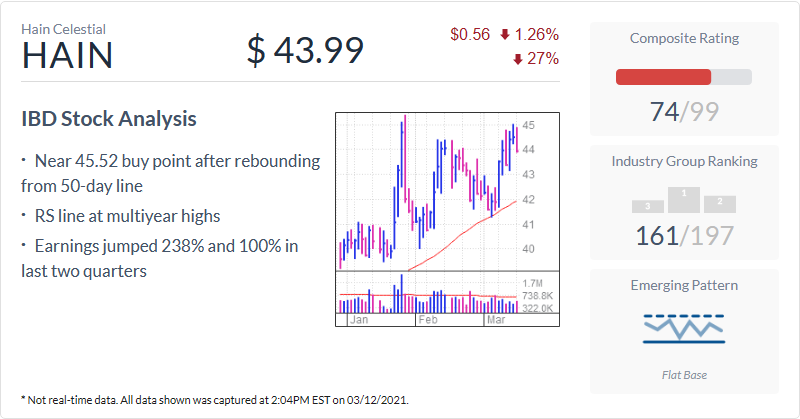 Hain Celestial
HAIN
$ 43.99
$0.56 1.26%
27%
IBD Stock Analysis
· Near 45.52 buy point after rebounding
from 50-day line
· RS line at multiyear highs
· Earnings jumped 238% and 100% in
last two quarters
45
44
43
42
41
40
1.7M
738.8K
322.0K
Jan Feb Mar
Composite Rating
74/99
Industry Group Ranking
3 1 2
161/197
Emerging Pattern
Flat Base
* Not real-time data. All data shown was captured at 2:04PM EST on 03/12/2021.